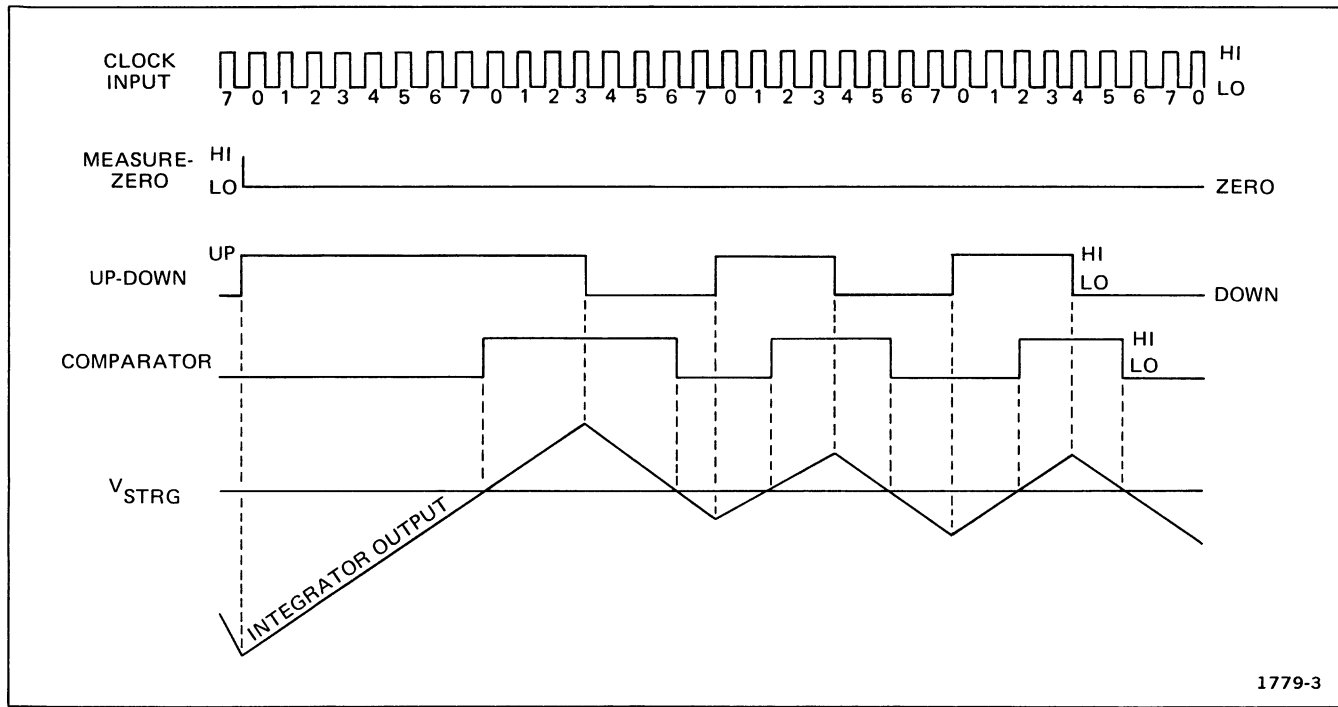 CLOCK
INPUT
HI
LO
7 0 1 2 3 4 5 6 7 0 1 2 3 4 5 6 7 0 1 2 3 4 5 6 7 0 1 2 3 4 5 6 7 0
MEASURE-
ZERO
HI
LO
ZERO
UP-DOWN
UP
HI
LO
DOWN
COMPARATOR
HI
LO
VSTRG
INTEGRATOR OUTPUT
1779-3